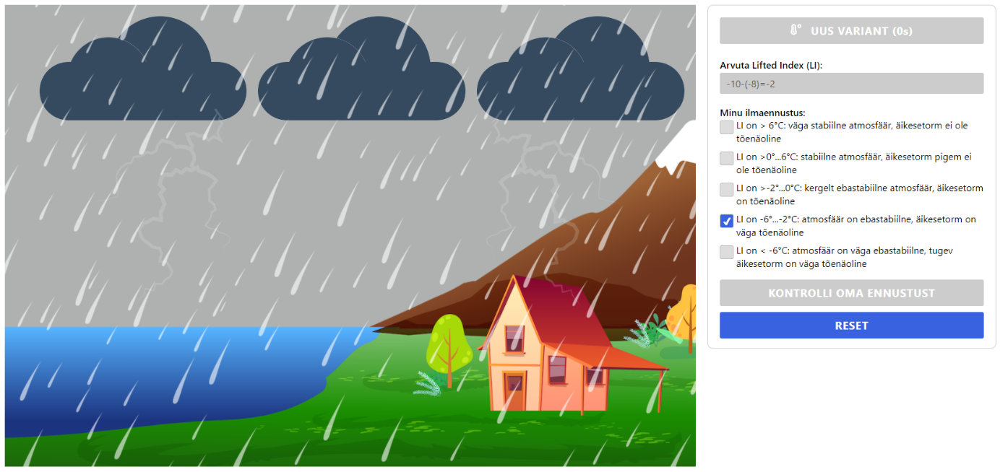 UUS VARIANT (0s)
Arvuta Lifted Index (LI):
-10-(-8)=-2
Minu ilmaennustus:
LI on > 6°C: väga stabiilne atmosfäär, äikesetorm ei ole
tõenäoline
LI on >0°...6°C: stabiilne atmosfäär, äikesetorm pigem ei
ole tõenäoline
LI on >-2°...0°C: kergelt ebastabiilne atmosfäär, äikesetorm
on tõenäoline
LI on -6°...-2°C: atmosfäär on ebastabiilne, äikesetorm on
väga tõenäoline
LI on < -6°C: atmosfäär on väga ebastabiilne, tugev
äikesetorm on väga tõenäoline
KONTROLLI OMA ENNUSTUST
RESET